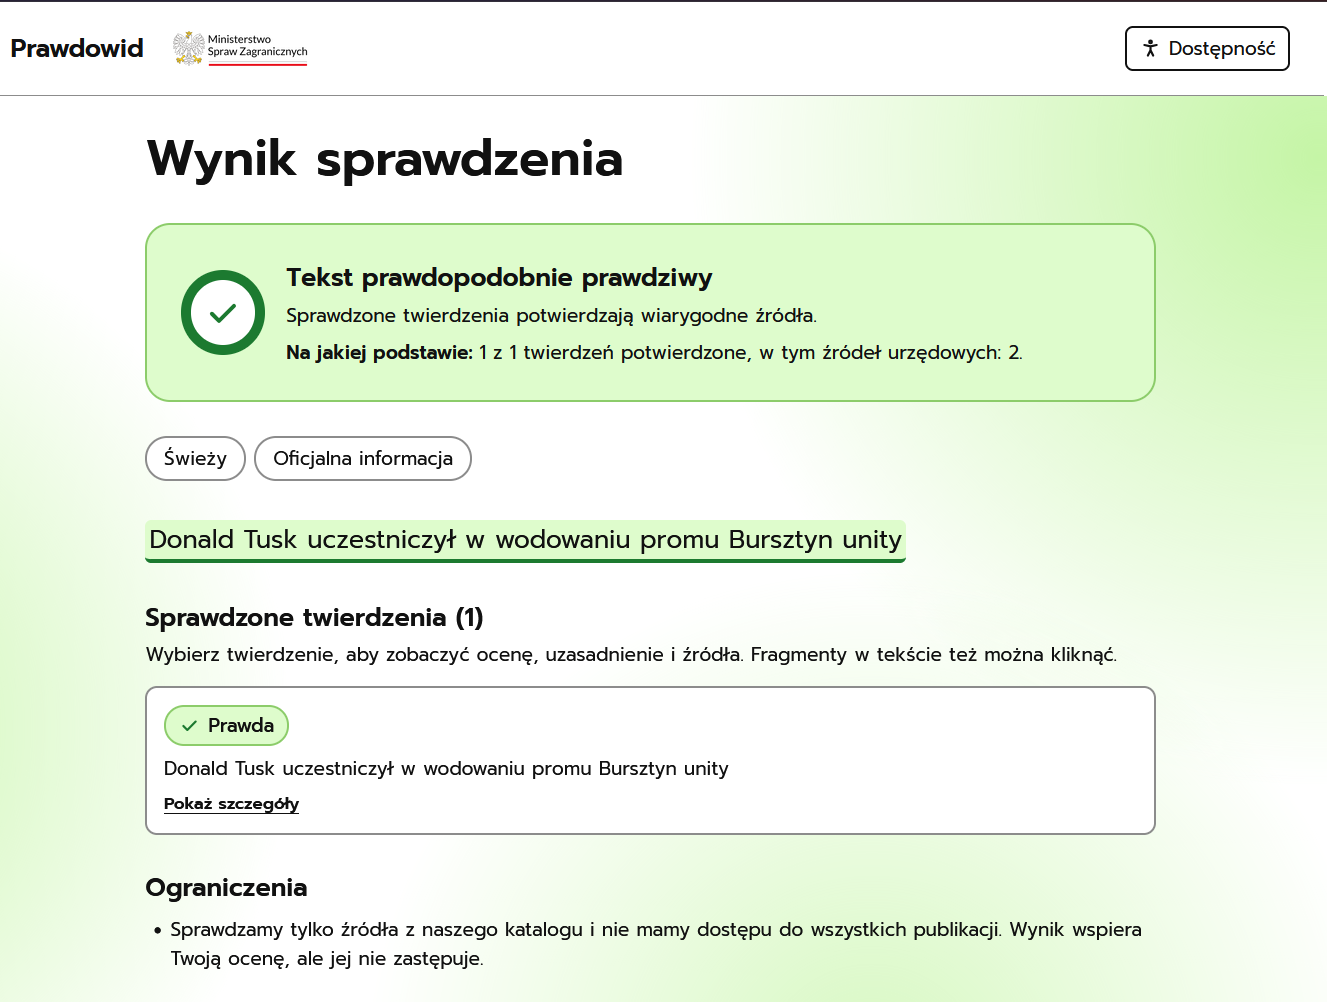 Prawdowid
Ministerstwo
Spraw Zagranicznych
Dostępność
Wynik sprawdzenia
Tekst prawdopodobnie prawdziwy
Sprawdzone twierdzenia potwierdzają wiarygodne źródła.
Na jakiej podstawie: 1 z 1 twierdzeń potwierdzone, w tym źródeł urzędowych: 2.
Świeży
Oficjalna informacja
Donald Tusk uczestniczył w wodowaniu promu Bursztyn unity
Sprawdzone twierdzenia (1)
Wybierz twierdzenie, aby zobaczyć ocenę, uzasadnienie i źródła. Fragmenty w tekście też można kliknąć.
Prawda
Donald Tusk uczestniczył w wodowaniu promu Bursztyn unity
Pokaż szczegóły
Ograniczenia
• Sprawdzamy tylko źródła z naszego katalogu i nie mamy dostępu do wszystkich publikacji. Wynik wspiera
Twoją ocenę, ale jej nie zastępuje.